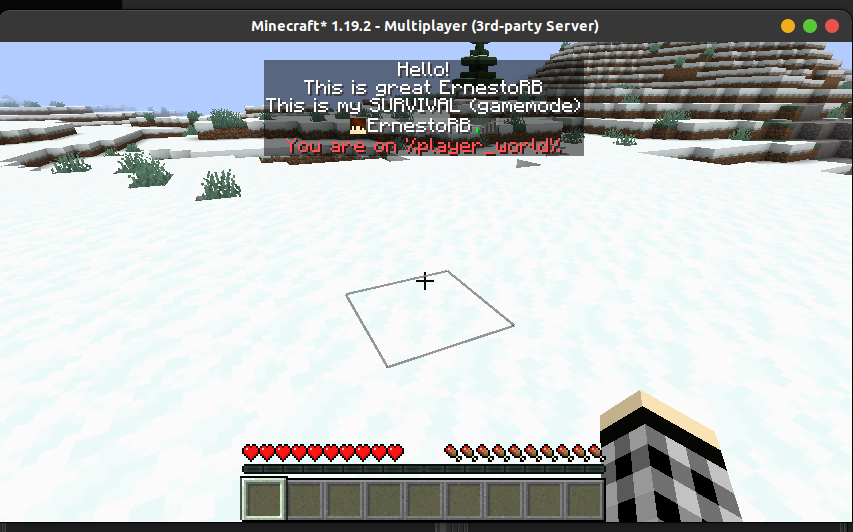 Minecraft* 1.19.2 - Multiplayer (3rd-party Server)
Hello!
This is great ErnestoRB
This is my SURVIVAL (gamemode)
ErnestoRB
You are on %player_world%